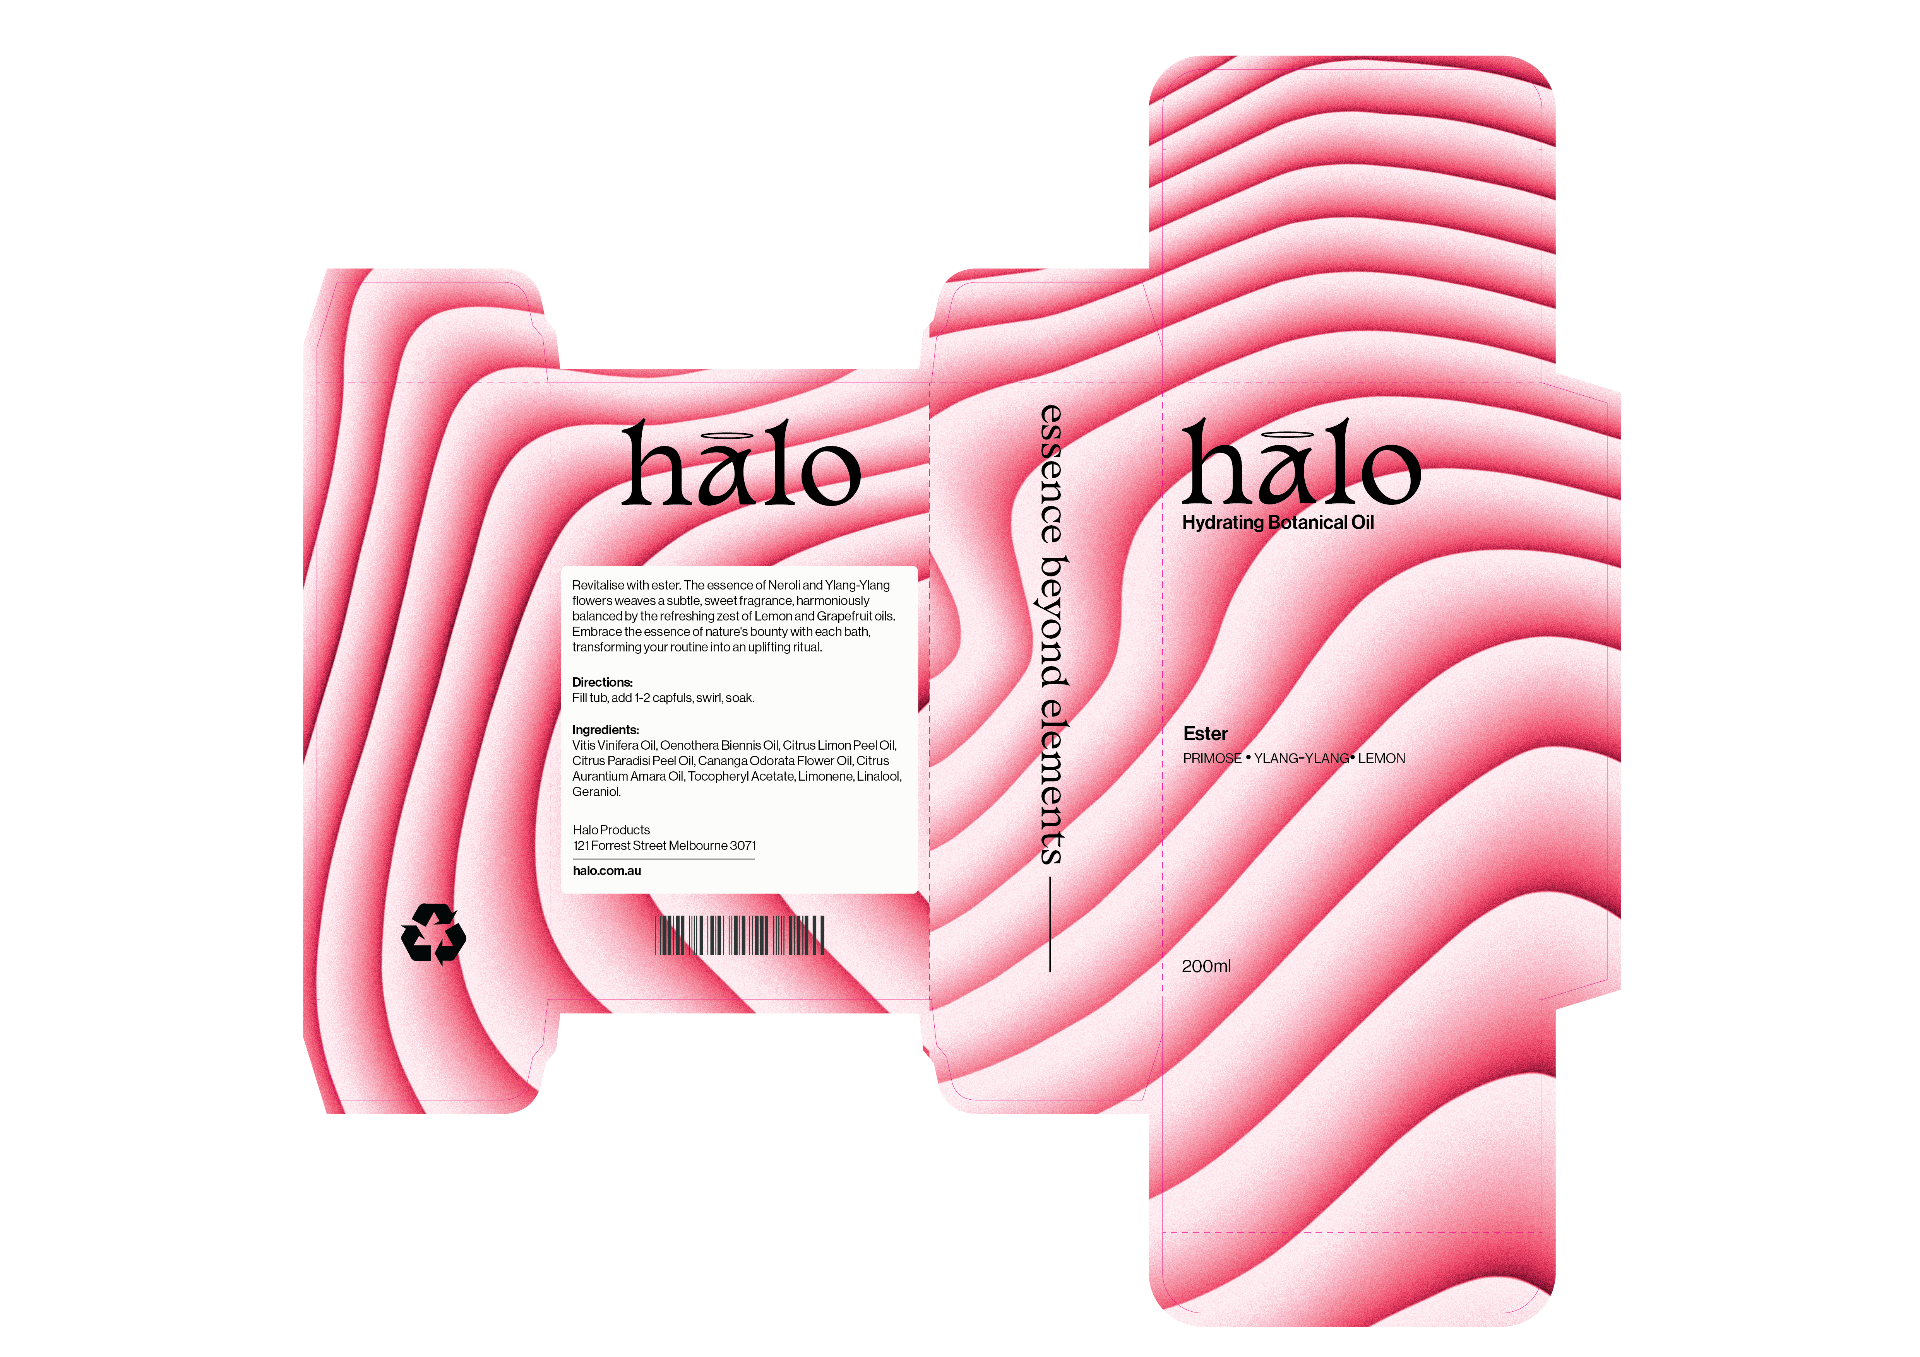 hālo
Revitalise with ester. The essence of Neroli and Ylang-Ylang
flowers weaves a subtle, sweet fragrance, harmoniously
balanced by the refreshing zest of Lemon and Grapefruit oils.
Embrace the essence of nature's bounty with each bath,
transforming your routine into an uplifting ritual.
Directions:
Fill tub, add 1-2 capfuls, swirl, soak.
Ingredients:
Vitis Vinifera Oil, Oenothera Biennis Oil, Citrus Limon Peel Oil,
Citrus Paradisi Peel Oil, Cananga Odorata Flower Oil, Citrus
Aurantium Amara Oil, Tocopheryl Acetate, Limonene, Linalool,
Geraniol.
Halo Products
121 Forrest Street Melbourne 3071
halo.com.au
essence beyond elements
hālo
Hydrating Botanical Oil
Ester
PRIMOSE • YLANG-YLANG • LEMON
200ml